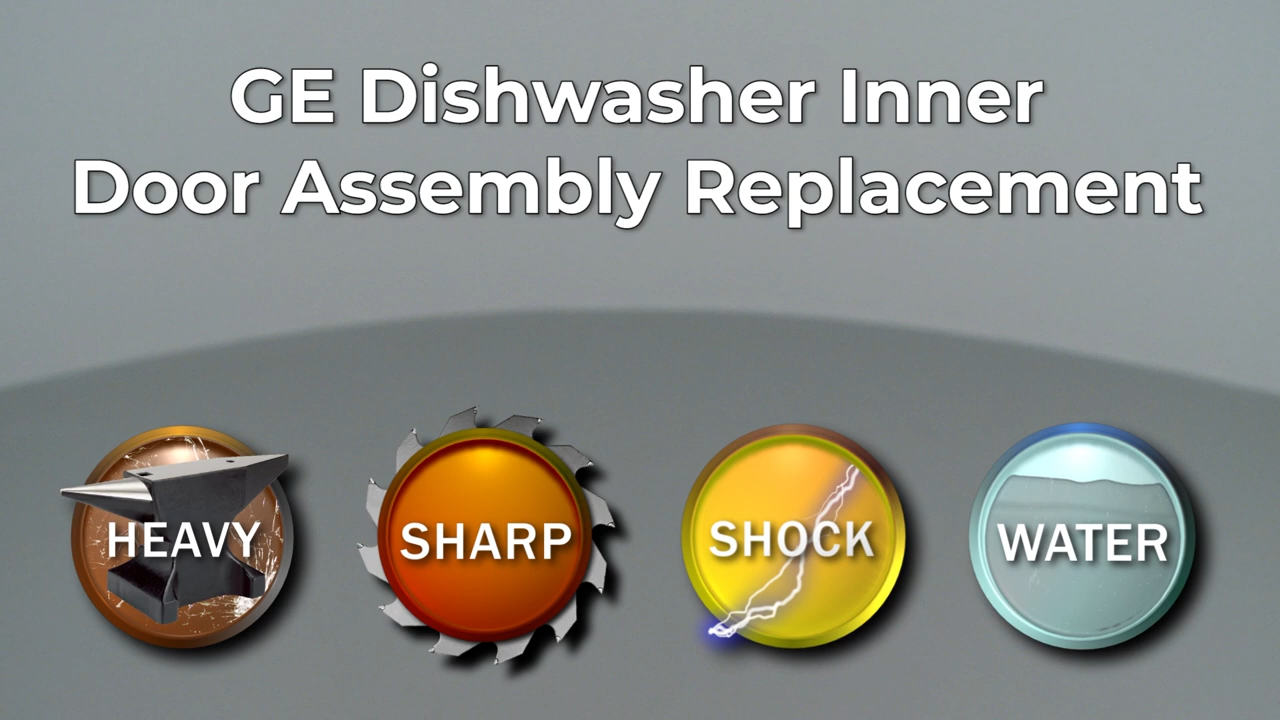 GE Dishwasher Inner
Door Assembly Replacement
HEAVY
SHARP
SHOCK
WATER